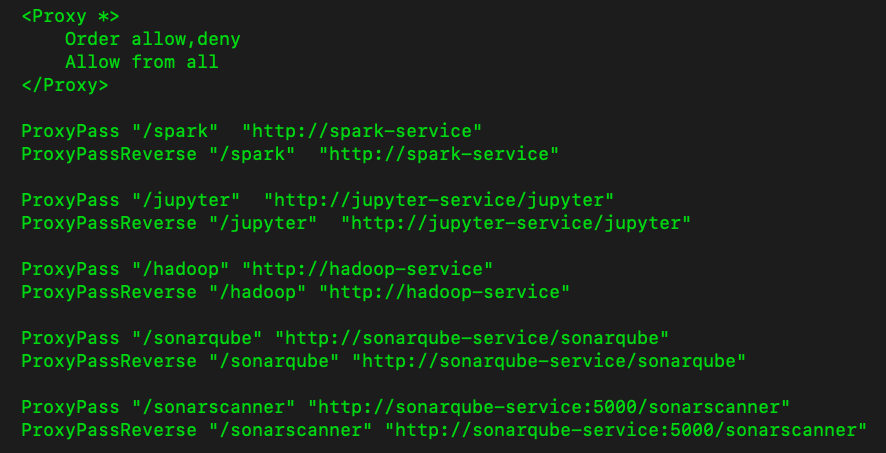 <Proxy *>
    Order allow,deny
    Allow from all
</Proxy>

ProxyPass "/spark"  "http://spark-service"
ProxyPassReverse "/spark"  "http://spark-service"

ProxyPass "/jupyter"  "http://jupyter-service/jupyter"
ProxyPassReverse "/jupyter"  "http://jupyter-service/jupyter"

ProxyPass "/hadoop" "http://hadoop-service"
ProxyPassReverse "/hadoop" "http://hadoop-service"

ProxyPass "/sonarqube" "http://sonarqube-service/sonarqube"
ProxyPassReverse "/sonarqube" "http://sonarqube-service/sonarqube"

ProxyPass "/sonarscanner" "http://sonarqube-service:5000/sonarscanner"
ProxyPassReverse "/sonarscanner" "http://sonarqube-service:5000/sonarscanner"